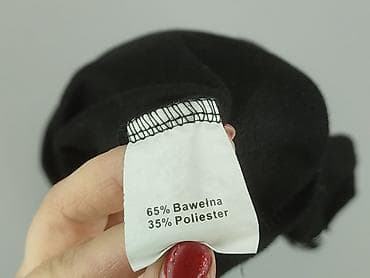 65% Bawełna
35% Poliester